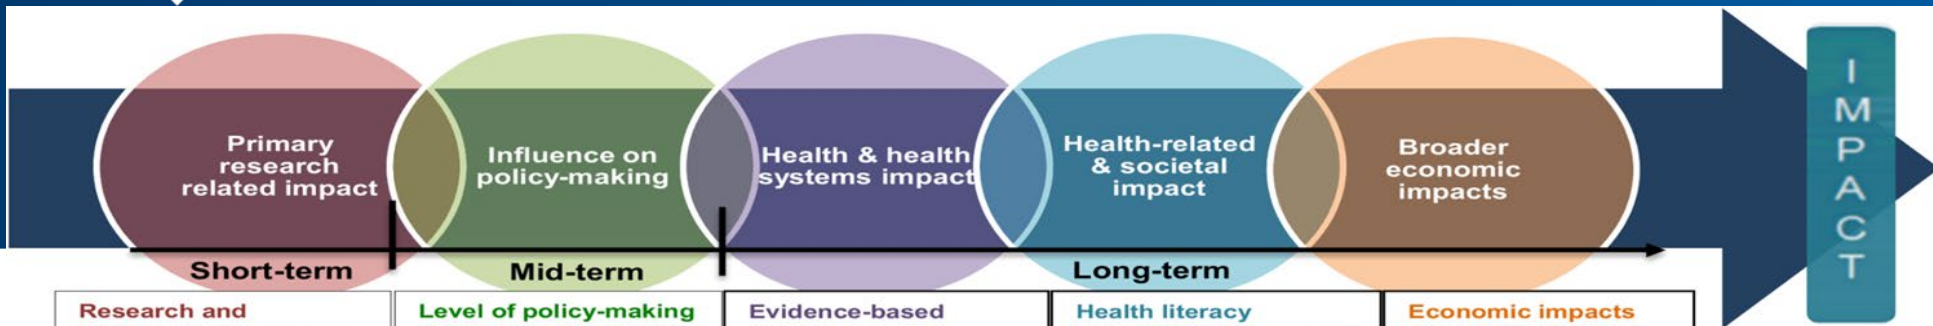 Primary
research
related impact
Influence on
policy-making
Health & health
systems impact
Health-related
& societal
impact
Broader
economic
impacts
IMPACT
Short-term
Mid-term
Long-term
Research and
Level of policy-making
Evidence-based
Health literacy
Economic impacts